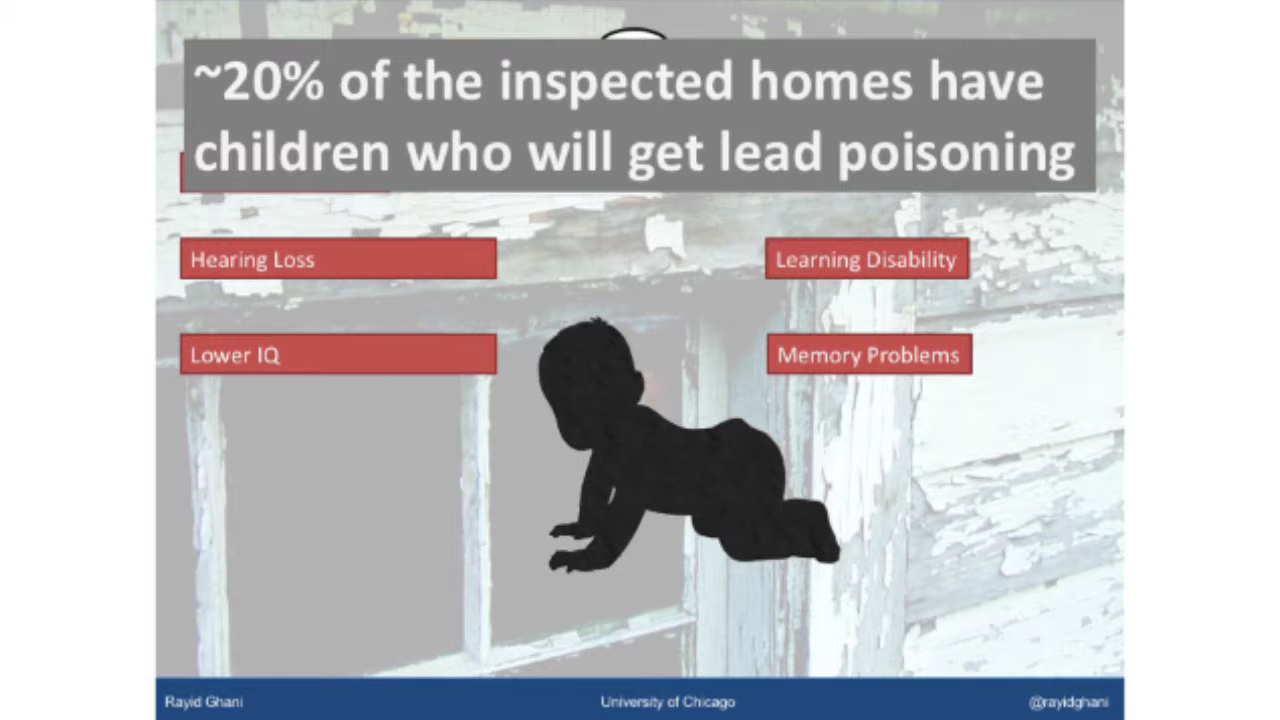 ~20% of the inspected homes have
children who will get lead poisoning
Hearing Loss
Learning Disability
Lower IQ
Memory Problems
Rayid Ghani
University of Chicago
@rayidghani